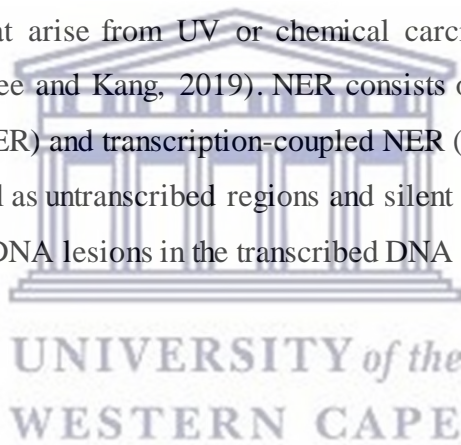 at arise from UV or chemical carci
ee and Kang, 2019). NER consists o
ER) and transcription-coupled NER (
l as untranscribed regions and silent
DNA lesions in the transcribed DNA
UNIVERSITY of the
WESTERN CAPE